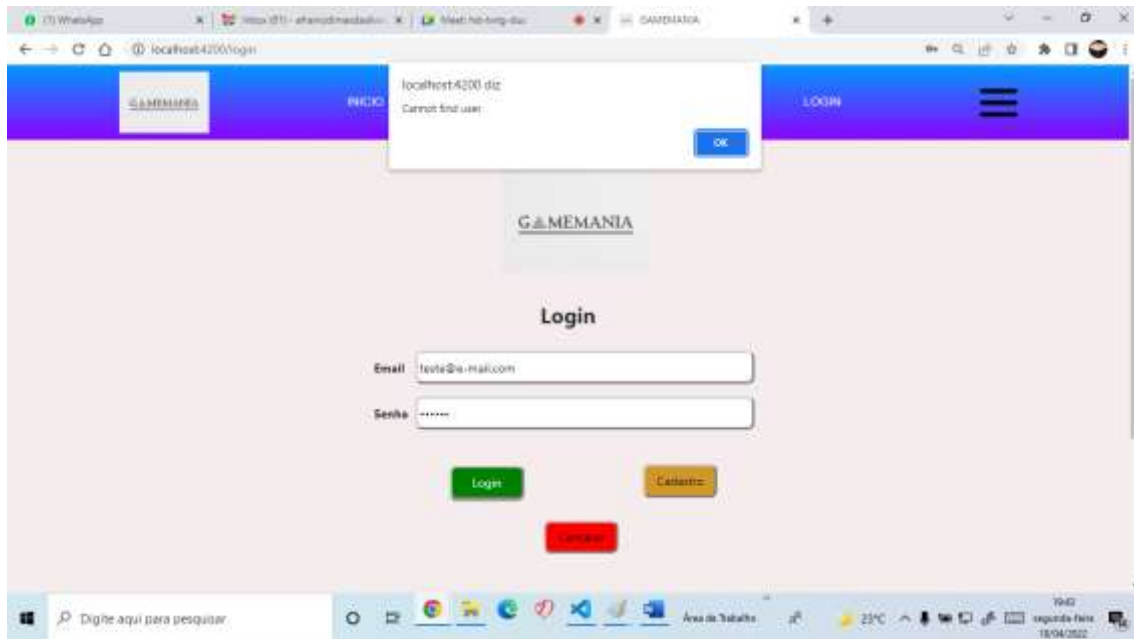 (1) WhatsApp
GAMEMANIA
localhost:4200/login
GAMEMANIA
INICIO
LOGIN
localhost:4200 diz
Cannot find user
OK
GAMEMANIA
Login
Email teste@e-mail.com
Senha •••••••
Login
Cadastro
Digite aqui para pesquisar
Área de Trabalho
23°C
segunda-feira
18/04/2022